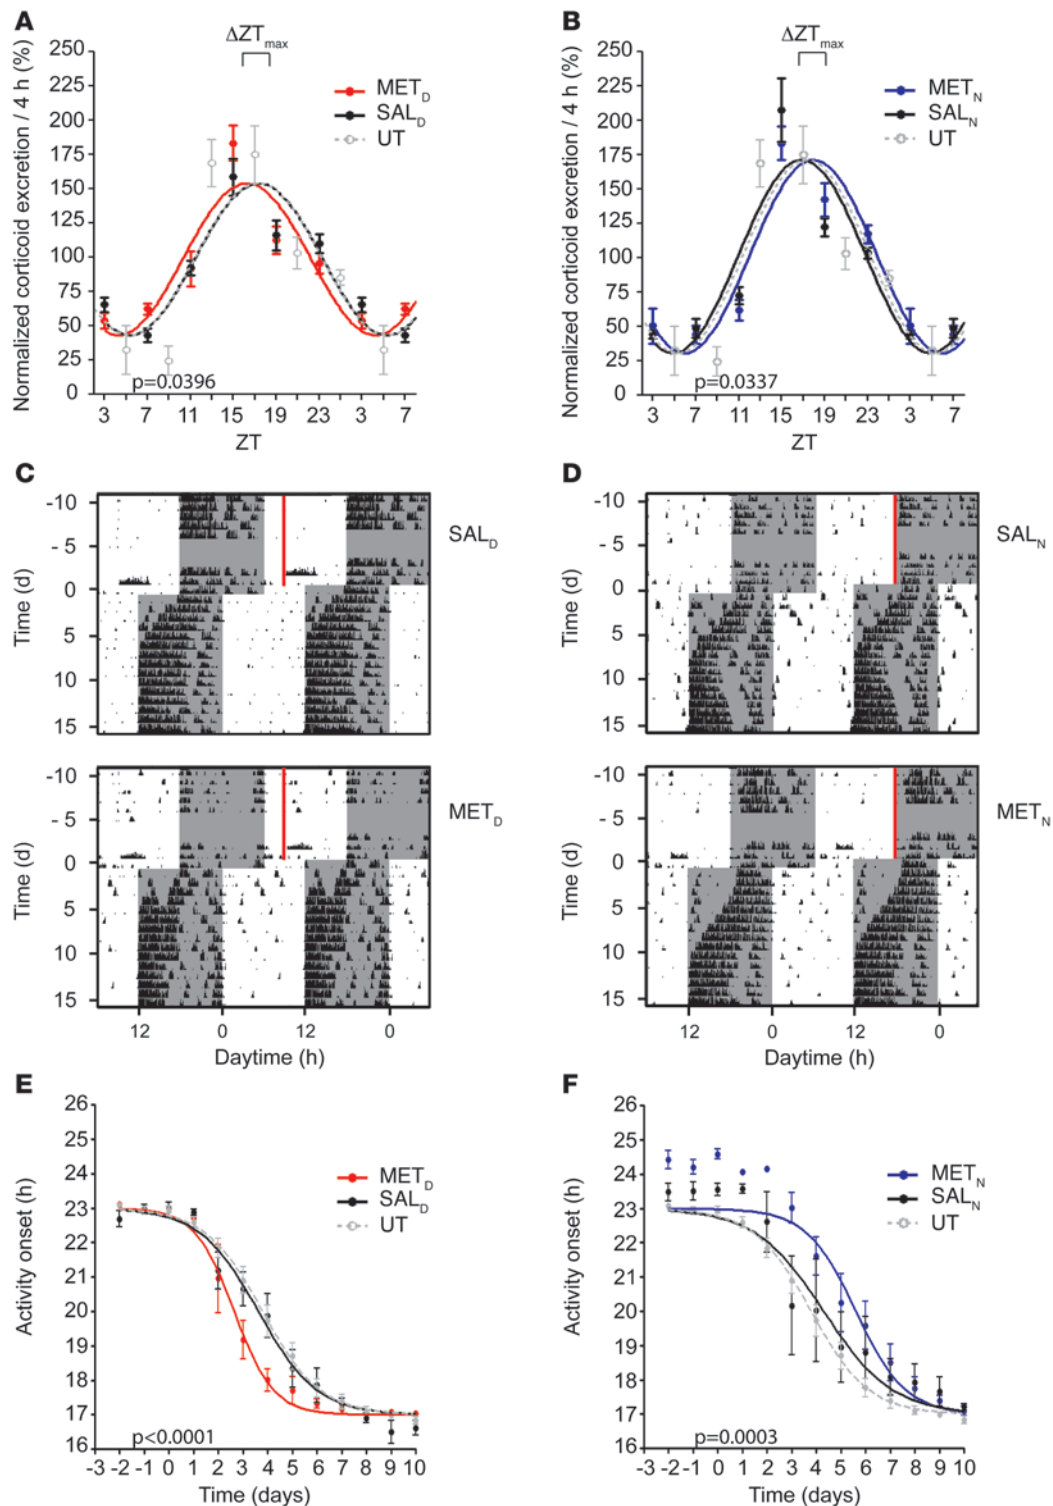 A
B
ΔZTmax
ΔZTmax
Normalized corticoid excretion / 4 h (%)
250
225
200
175
150
125
100
75
50
25
0
METD
SALD
UT
p=0.0396
3 7 11 15 19 23 3 7
ZT
Normalized corticoid excretion / 4 h (%)
250
225
200
175
150
125
100
75
50
25
0
METN
SALN
UT
p=0.0337
3 7 11 15 19 23 3 7
ZT
C
D
Time (d)
-10
-5
0
5
10
15
SALD
Time (d)
-10
-5
0
5
10
15
SALN
Time (d)
-10
-5
0
5
10
15
METD
12 0 12 0
Daytime (h)
Time (d)
-10
-5
0
5
10
15
METN
12 0 12 0
Daytime (h)
E
F
Activity onset (h)
26
25
24
23
22
21
20
19
18
17
16
METD
SALD
UT
p<0.0001
-3 -2 -1 0 1 2 3 4 5 6 7 8 9 10
Time (days)
Activity onset (h)
26
25
24
23
22
21
20
19
18
17
16
METN
SALN
UT
p=0.0003
-3 -2 -1 0 1 2 3 4 5 6 7 8 9 10
Time (days)